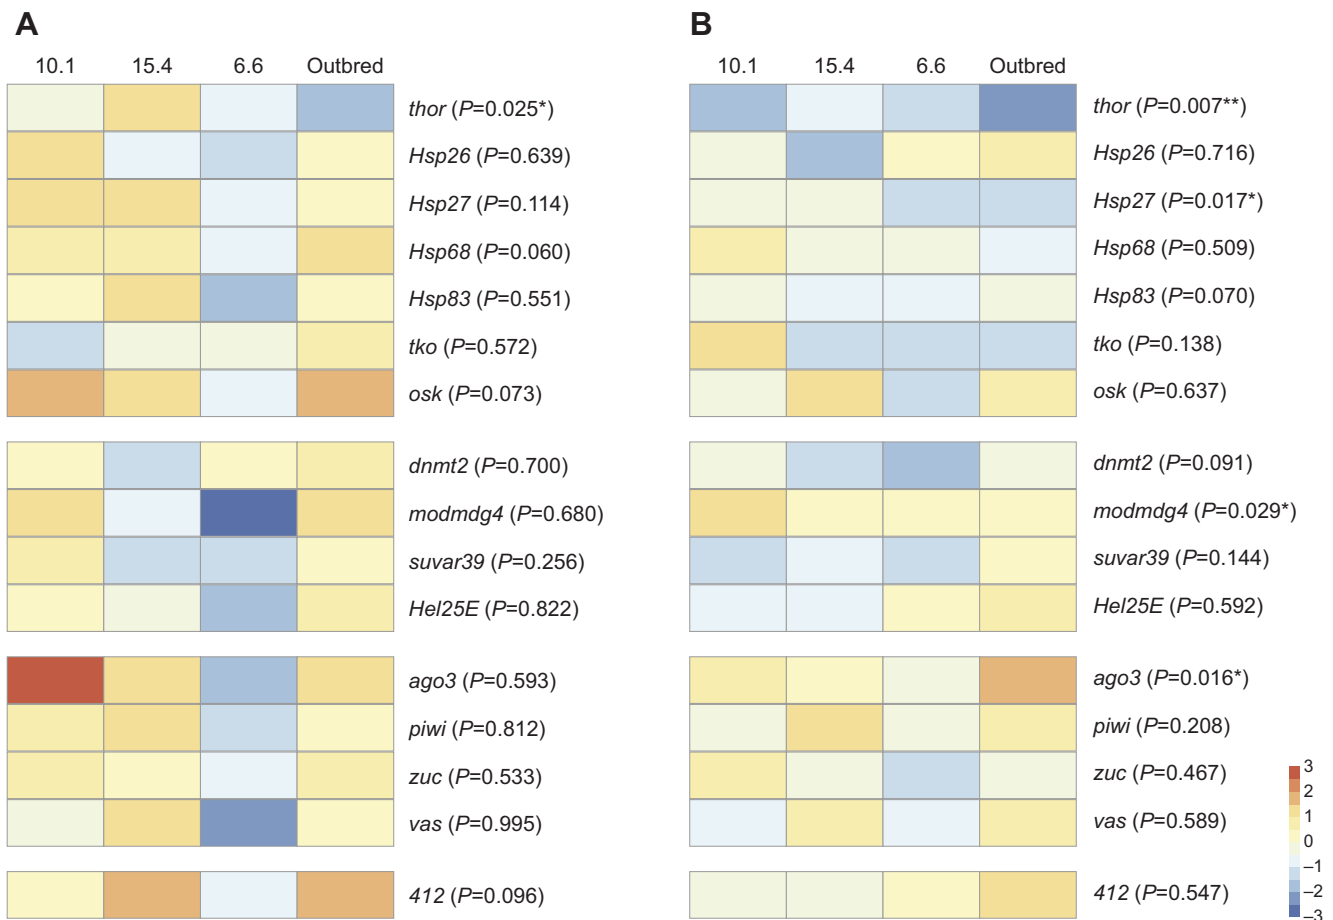 A
10.1 15.4 6.6 Outbred
thor (P=0.025*)
Hsp26 (P=0.639)
Hsp27 (P=0.114)
Hsp68 (P=0.060)
Hsp83 (P=0.551)
tko (P=0.572)
osk (P=0.073)
dnmt2 (P=0.700)
modmdg4 (P=0.680)
suvar39 (P=0.256)
Hel25E (P=0.822)
ago3 (P=0.593)
piwi (P=0.812)
zuc (P=0.533)
vas (P=0.995)
412 (P=0.096)
B
10.1 15.4 6.6 Outbred
thor (P=0.007**)
Hsp26 (P=0.716)
Hsp27 (P=0.017*)
Hsp68 (P=0.509)
Hsp83 (P=0.070)
tko (P=0.138)
osk (P=0.637)
dnmt2 (P=0.091)
modmdg4 (P=0.029*)
suvar39 (P=0.144)
Hel25E (P=0.592)
ago3 (P=0.016*)
piwi (P=0.208)
zuc (P=0.467)
vas (P=0.589)
412 (P=0.547)
3
2
1
0
–1
–2
–3